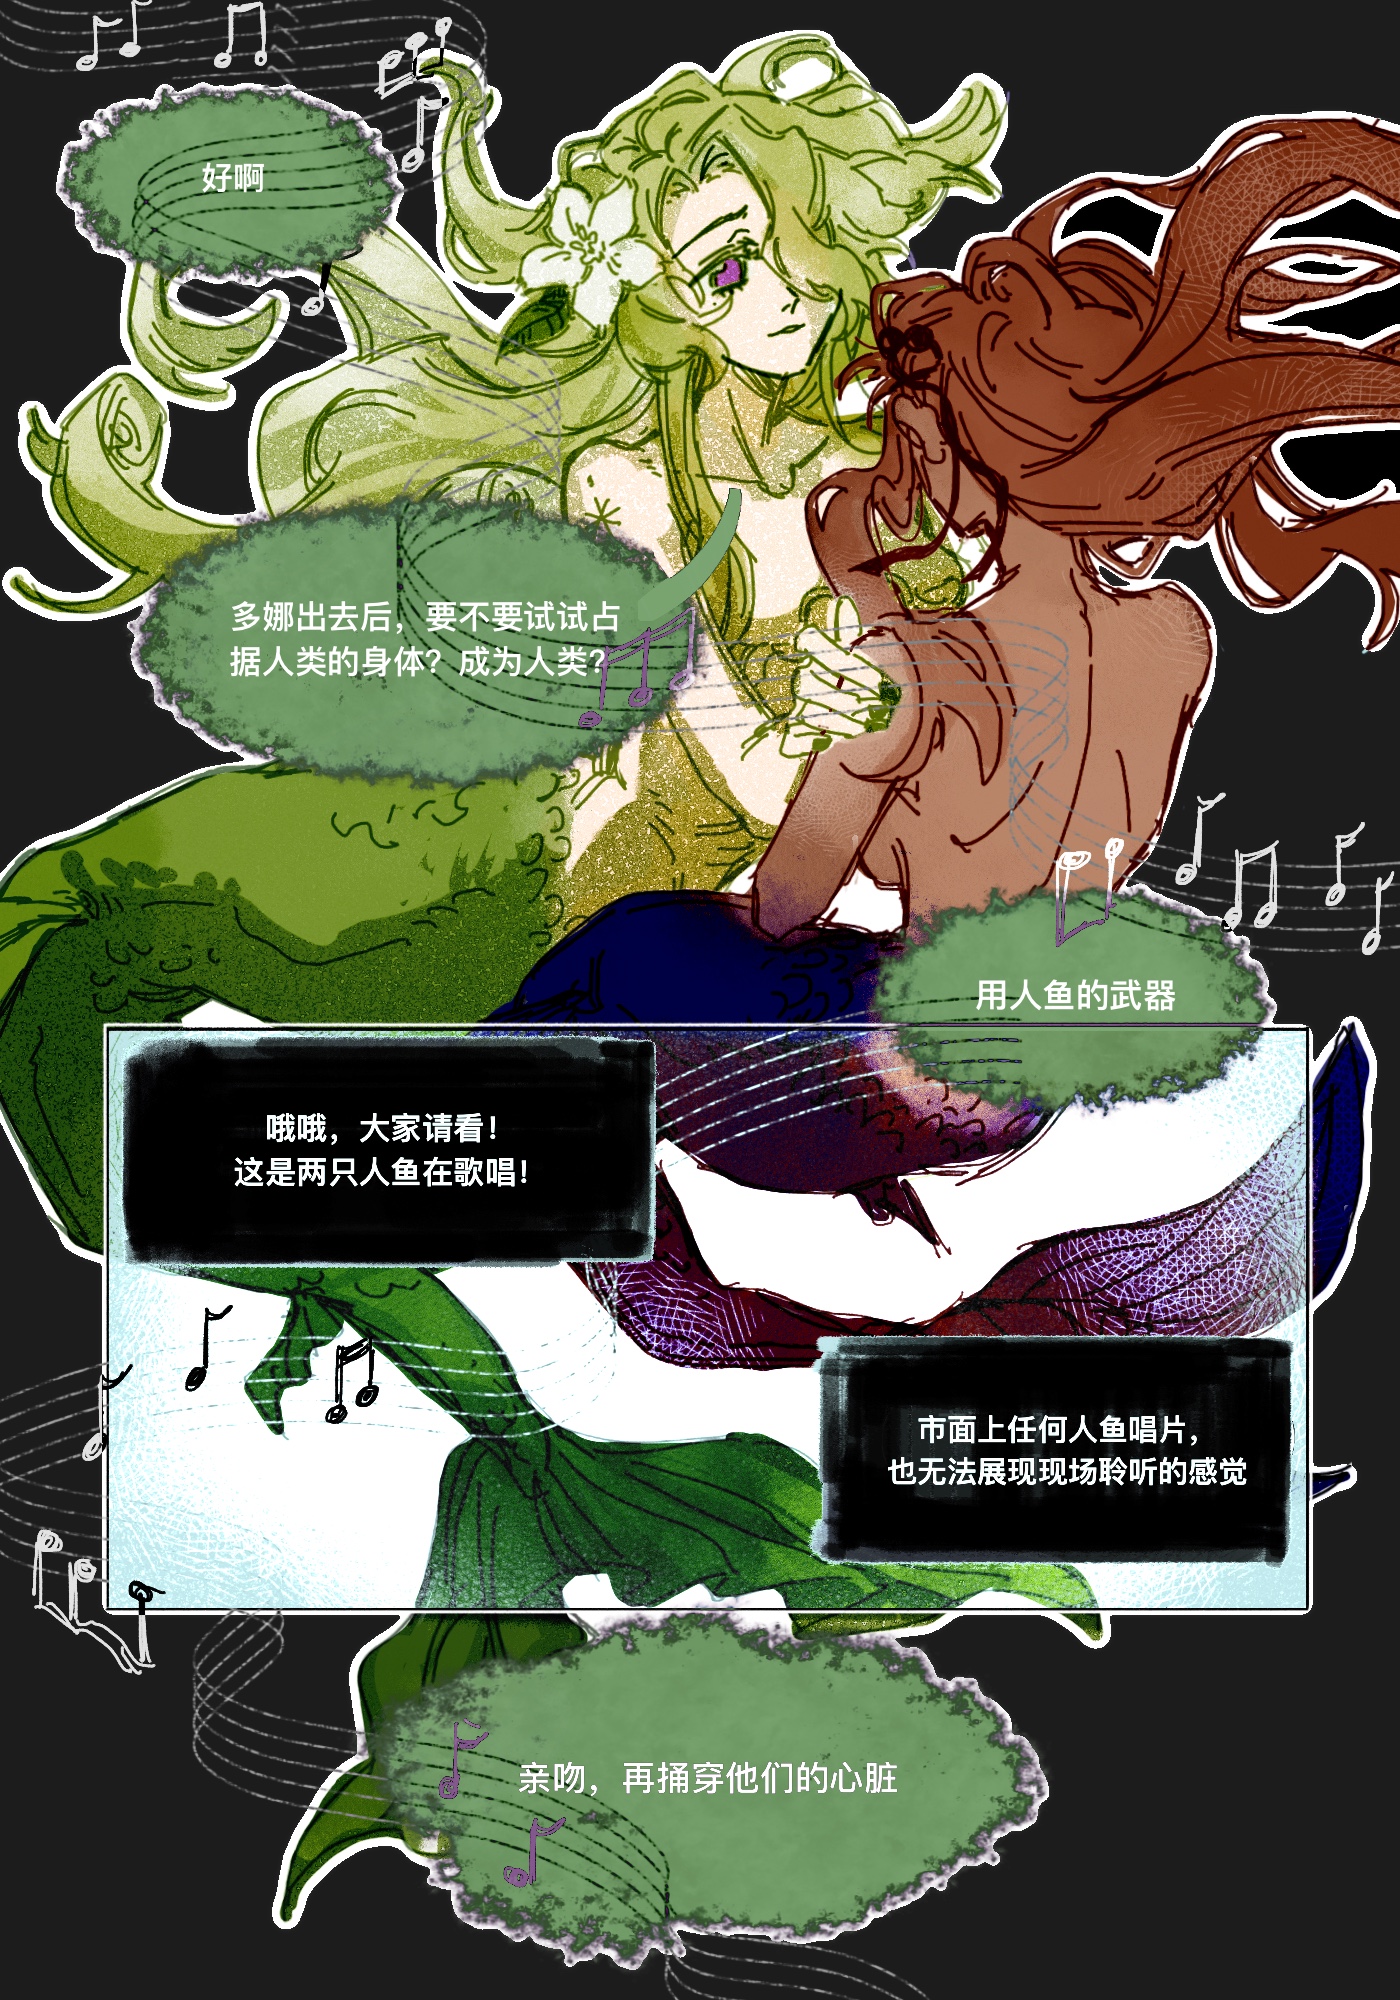 好啊
多娜出去后，要不要试试占
据人类的身体？成为人类？
用人鱼的武器
哦哦，大家请看！
这是两只人鱼在歌唱！
市面上任何人鱼唱片，
也无法展现现场聆听的感觉
亲吻，再捅穿他们的心脏